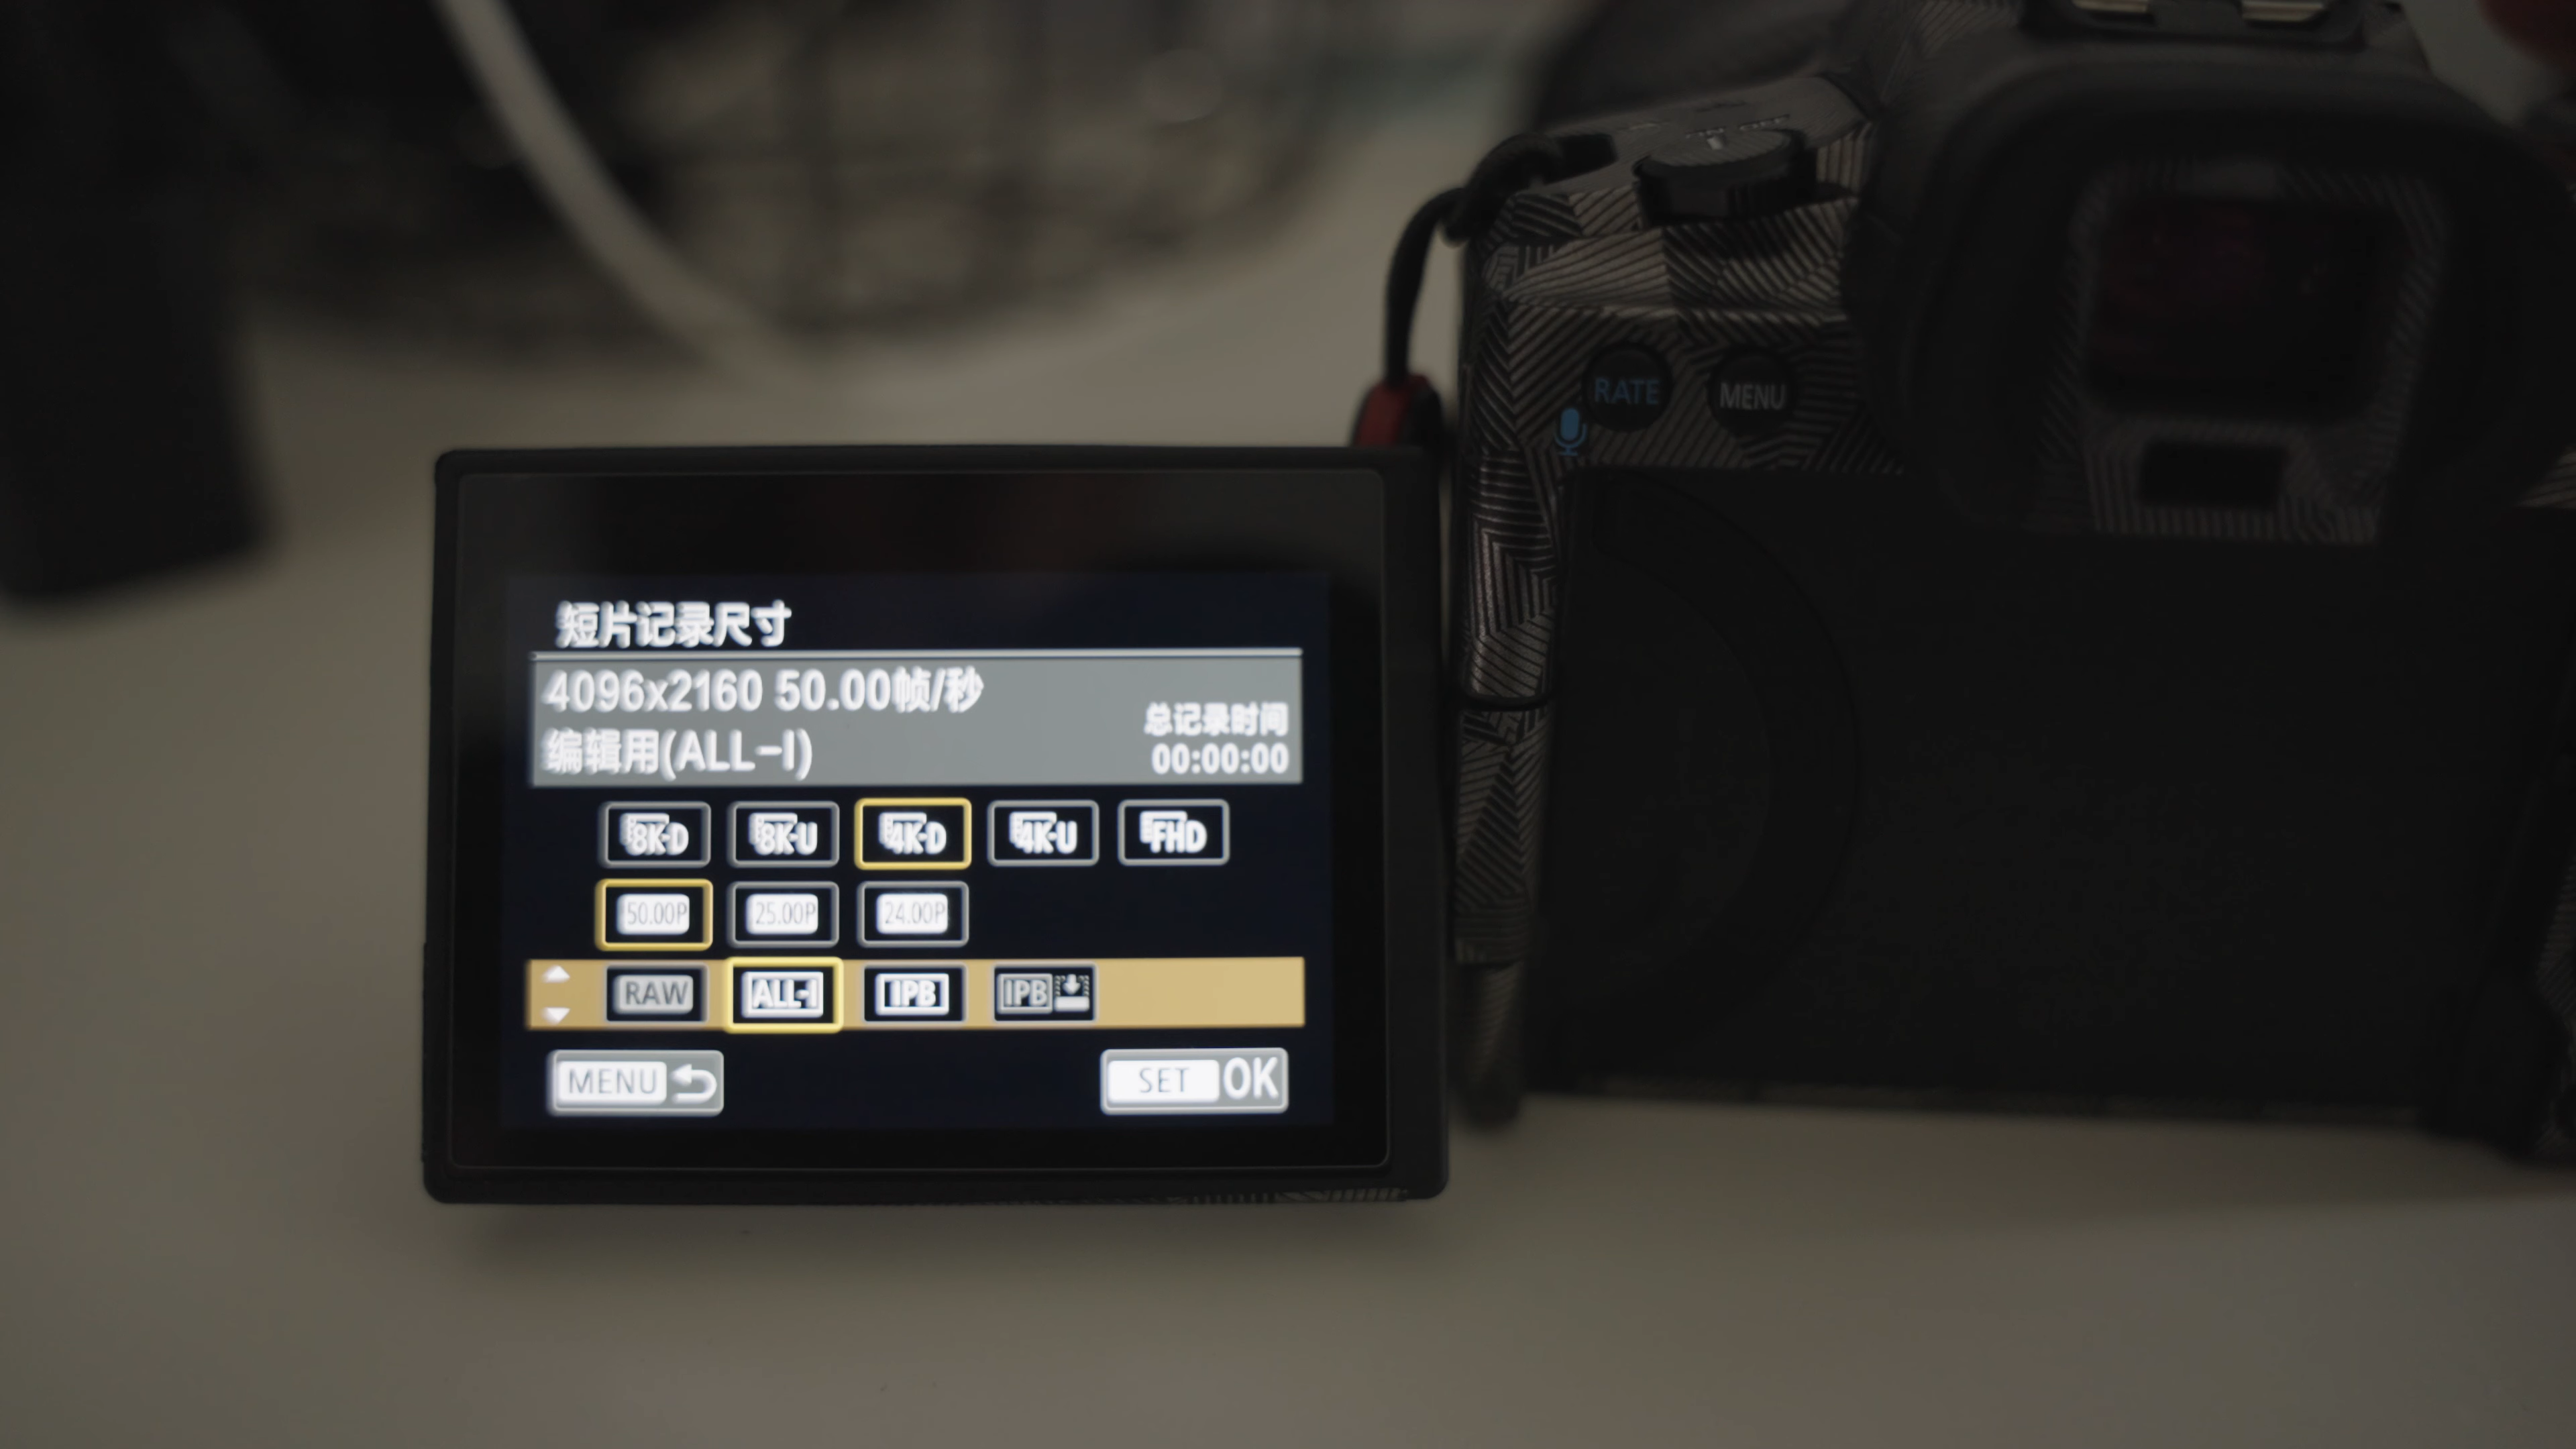 RATE MENU
短片记录尺寸
4096x2160 50.00帧/秒
编辑用(ALL-I)
总记录时间
00:00:00
8K-D 8K-U 4K-D 4K-U FHD
50.00P 25.00P 24.00P
RAW ALL-I IPB IPB
MENU SET OK